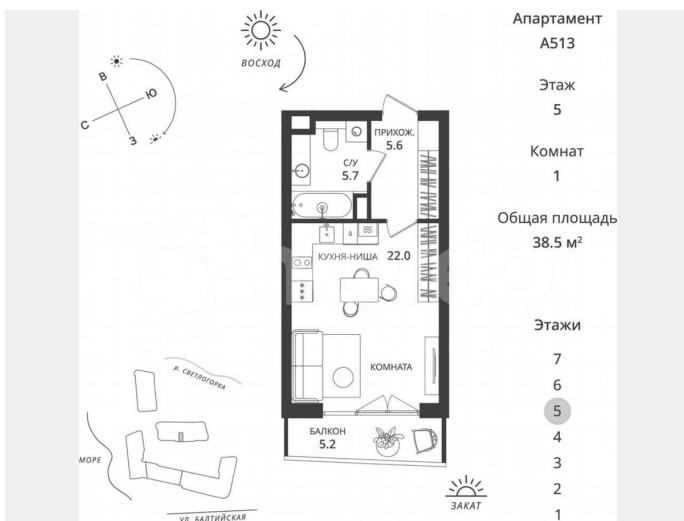 Апартамент
А513
Этаж
5
Комнат
1
Общая площадь
38.5 м²
Этажи
7
6
5
4
3
2
1
ВОСХОД
В
Ю
С
З
ПРИХОЖ.
5.6
С/У
5.7
КУХНЯ-НИША 22.0
КОМНАТА
БАЛКОН
5.2
ЗАКАТ
р. СВЕТЛОГОРКА
МОРЕ
УЛ. БАЛТИЙСКАЯ